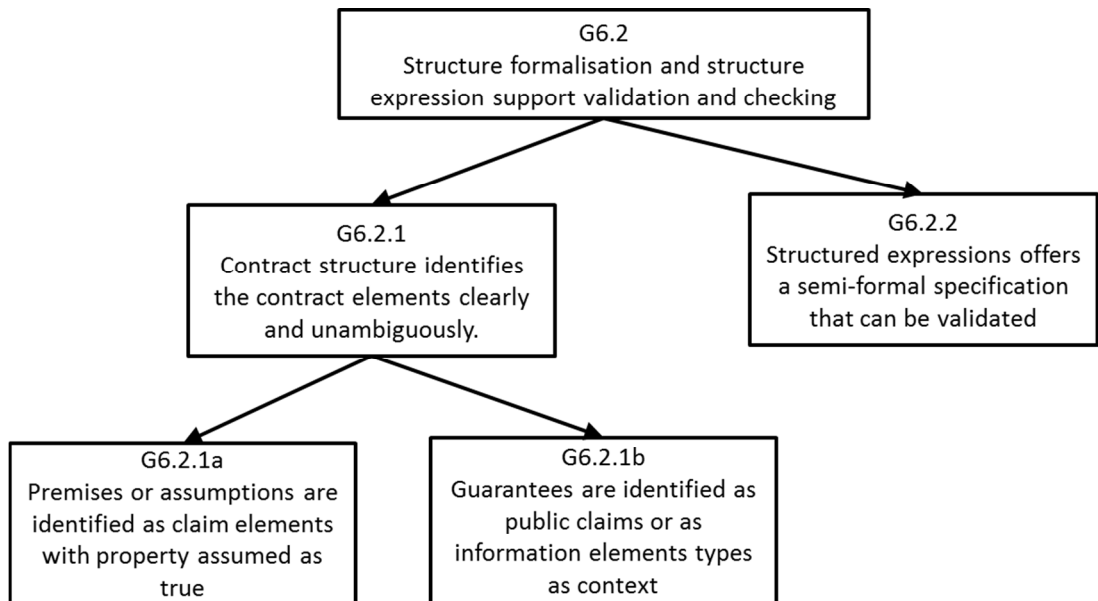 G6.2
Structure formalisation and structure
expression support validation and checking
G6.2.1
Contract structure identifies
the contract elements clearly
and unambiguously.
G6.2.2
Structured expressions offers
a semi-formal specification
that can be validated
G6.2.1a
Premises or assumptions are
identified as claim elements
with property assumed as
true
G6.2.1b
Guarantees are identified as
public claims or as
information elements types
as context